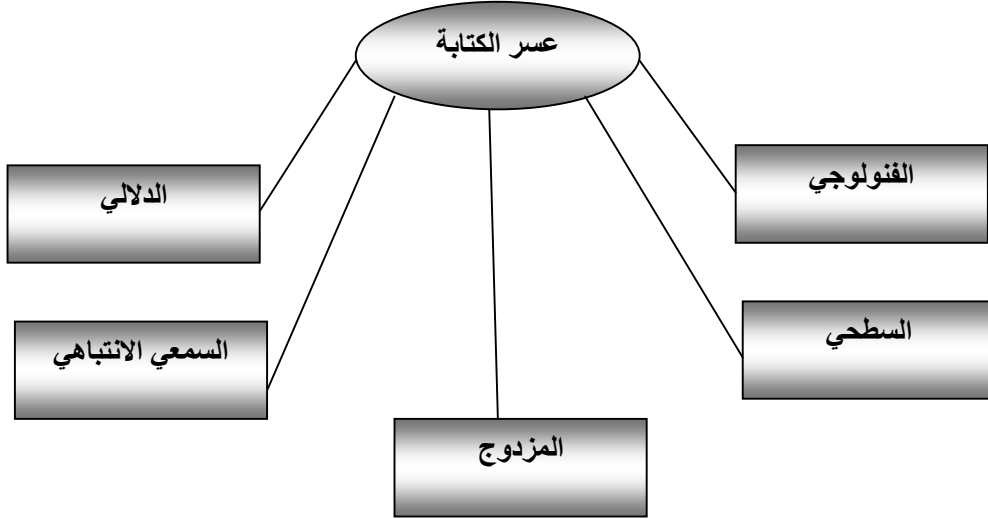 عسر الكتابة
الفنولوجي
الدلالي
السطحي
السمعي الانتباهي
المزدوج